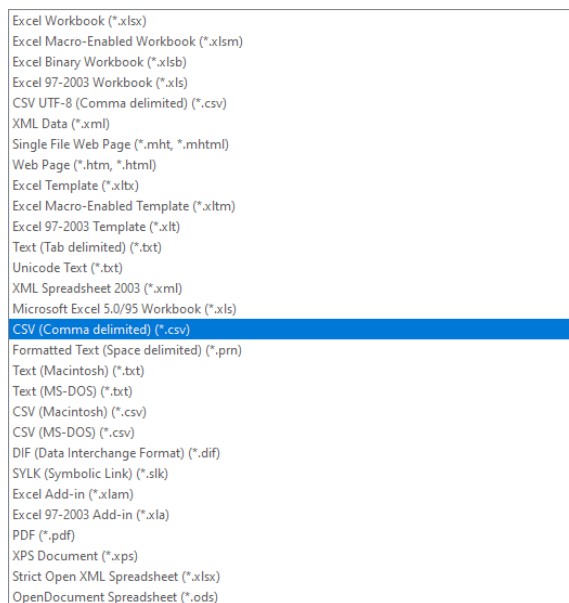 Excel Workbook (*.xlsx)
Excel Macro-Enabled Workbook (*.xlsm)
Excel Binary Workbook (*.xlsb)
Excel 97-2003 Workbook (*.xls)
CSV UTF-8 (Comma delimited) (*.csv)
XML Data (*.xml)
Single File Web Page (*.mht, *.mhtml)
Web Page (*.htm, *.html)
Excel Template (*.xltx)
Excel Macro-Enabled Template (*.xltm)
Excel 97-2003 Template (*.xlt)
Text (Tab delimited) (*.txt)
Unicode Text (*.txt)
XML Spreadsheet 2003 (*.xml)
Microsoft Excel 5.0/95 Workbook (*.xls)
CSV (Comma delimited) (*.csv)
Formatted Text (Space delimited) (*.prn)
Text (Macintosh) (*.txt)
Text (MS-DOS) (*.txt)
CSV (Macintosh) (*.csv)
CSV (MS-DOS) (*.csv)
DIF (Data Interchange Format) (*.dif)
SYLK (Symbolic Link) (*.slk)
Excel Add-in (*.xlam)
Excel 97-2003 Add-in (*.xla)
PDF (*.pdf)
XPS Document (*.xps)
Strict Open XML Spreadsheet (*.xlsx)
OpenDocument Spreadsheet (*.ods)